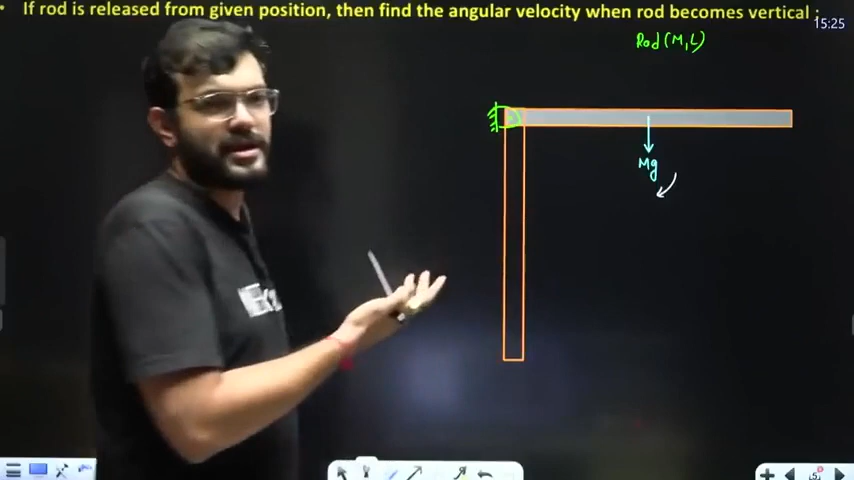 • If rod is released from given position, then find the angular velocity when rod becomes vertical :
15:25
Rod (M,L)
Mg